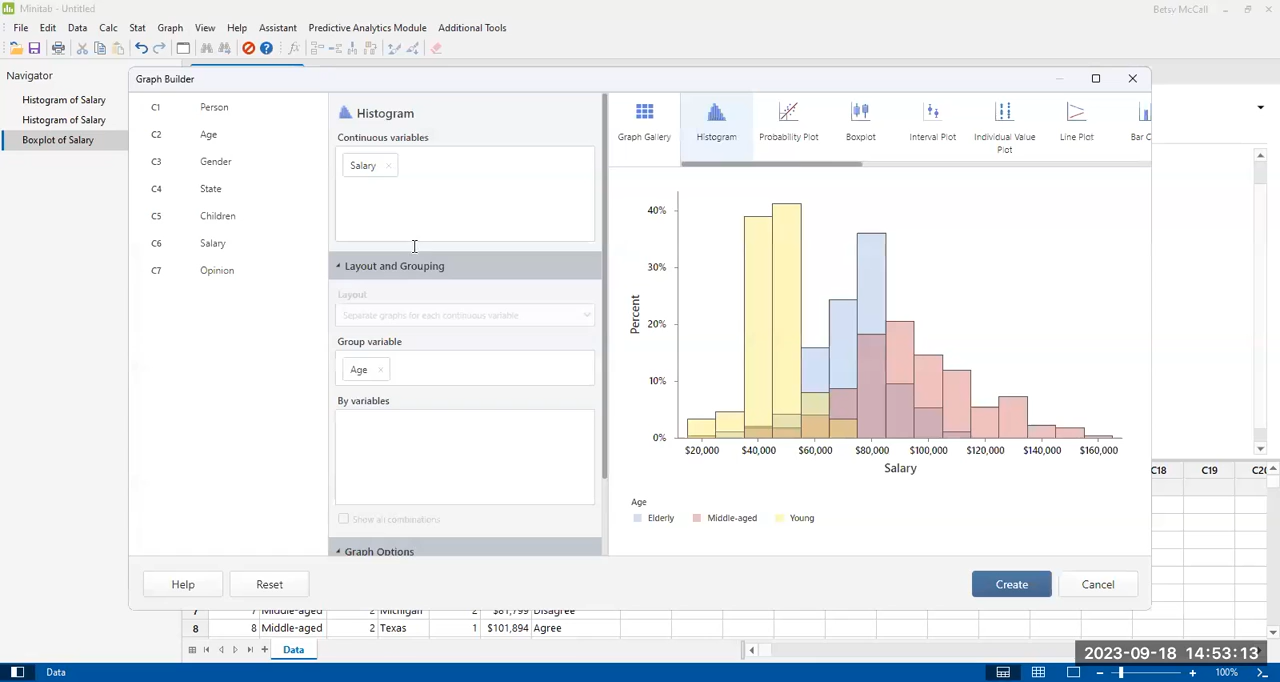 Minitab - Untitled
Betsy McCall
File Edit Data Calc Stat Graph View Help Assistant Predictive Analytics Module Additional Tools
Navigator
Histogram of Salary
Histogram of Salary
Boxplot of Salary
Graph Builder
C1 Person
C2 Age
C3 Gender
C4 State
C5 Children
C6 Salary
C7 Opinion
Histogram
Continuous variables
Salary ×
Layout and Grouping
Layout
Separate graphs for each continuous variable
Group variable
Age ×
By variables
Show all combinations
Graph Options
Graph Gallery
Histogram
Probability Plot
Boxplot
Interval Plot
Individual Value
Plot
Line Plot
Bar C
40%
30%
20%
10%
0%
Percent
$20,000 $40,000 $60,000 $80,000 $100,000 $120,000 $140,000 $160,000
Salary
Age
Elderly Middle-aged Young
Help Reset Create Cancel
C18 C19 C20
7 7 Middle-aged 2 Michigan 2 $81,799 Disagree
8 8 Middle-aged 2 Texas 1 $101,894 Agree
Data
2023-09-18 14:53:13
Data
100%